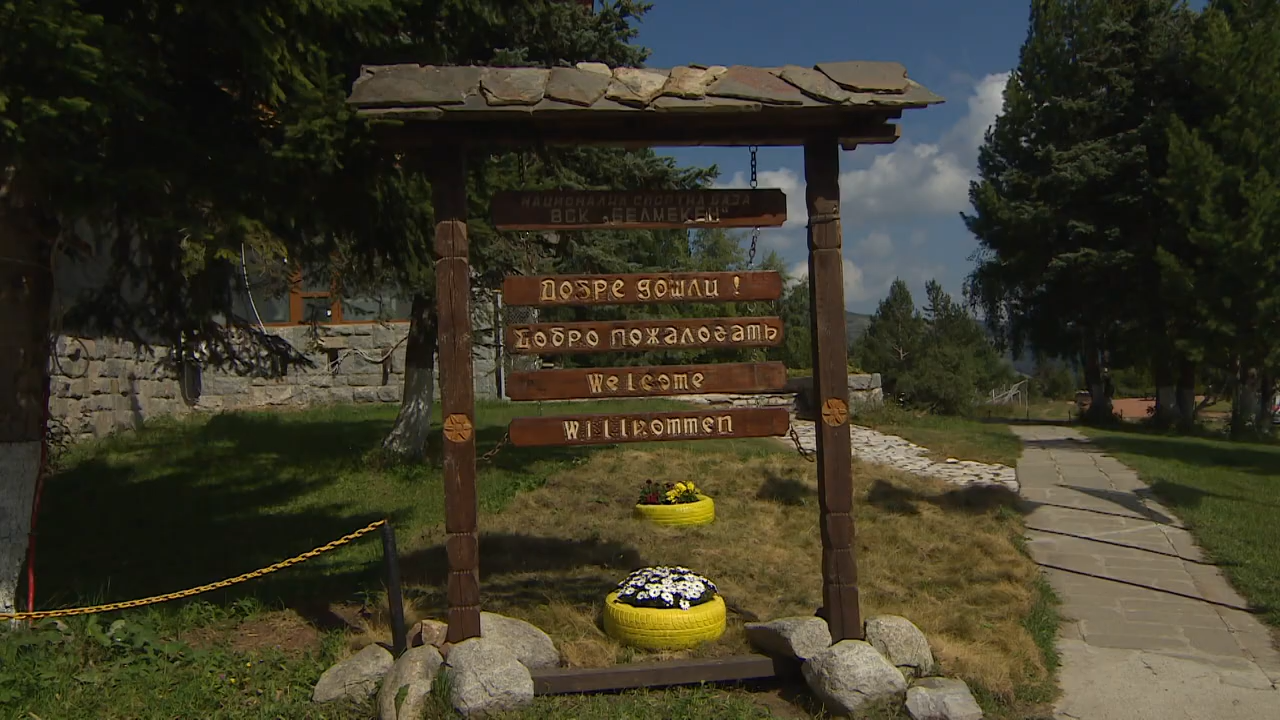 НАЦИОНАЛНА СПОРТНА БАЗА
ВСК „БЕЛМЕКЕН"
ДОБРЕ ДОШЛИ !
ДОБРО ПОЖАЛОВАТЬ
WELCOME
WILLKOMMEN